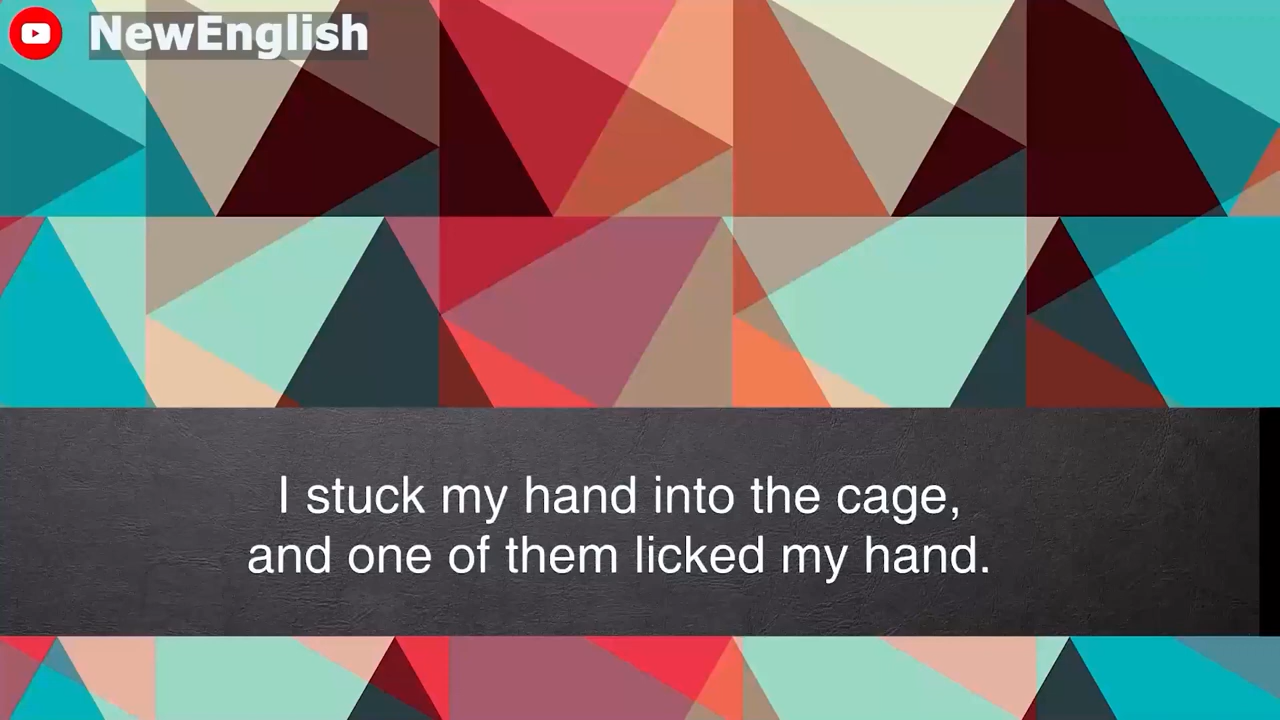 NewEnglish
I stuck my hand into the cage,
and one of them licked my hand.